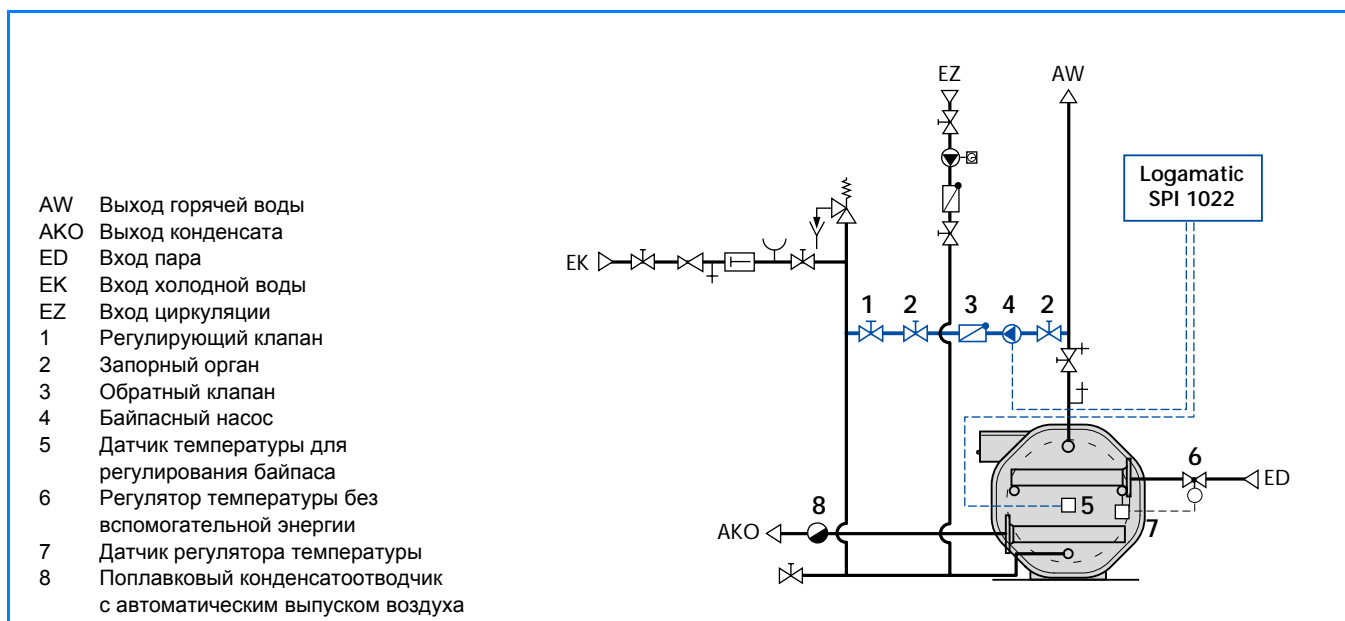 AW Выход горячей воды
AKO Выход конденсата
ED Вход пара
EK Вход холодной воды
EZ Вход циркуляции
1 Регулирующий клапан
2 Запорный орган
3 Обратный клапан
4 Байпасный насос
5 Датчик температуры для
регулирования байпаса
6 Регулятор температуры без
вспомогательной энергии
7 Датчик регулятора температуры
8 Поплавковый конденсатоотводчик
с автоматическим выпуском воздуха
EZ
AW
Logamatic
SPI 1022
EK
1 2 3 4 2
6
ED
5
7
8
AKO